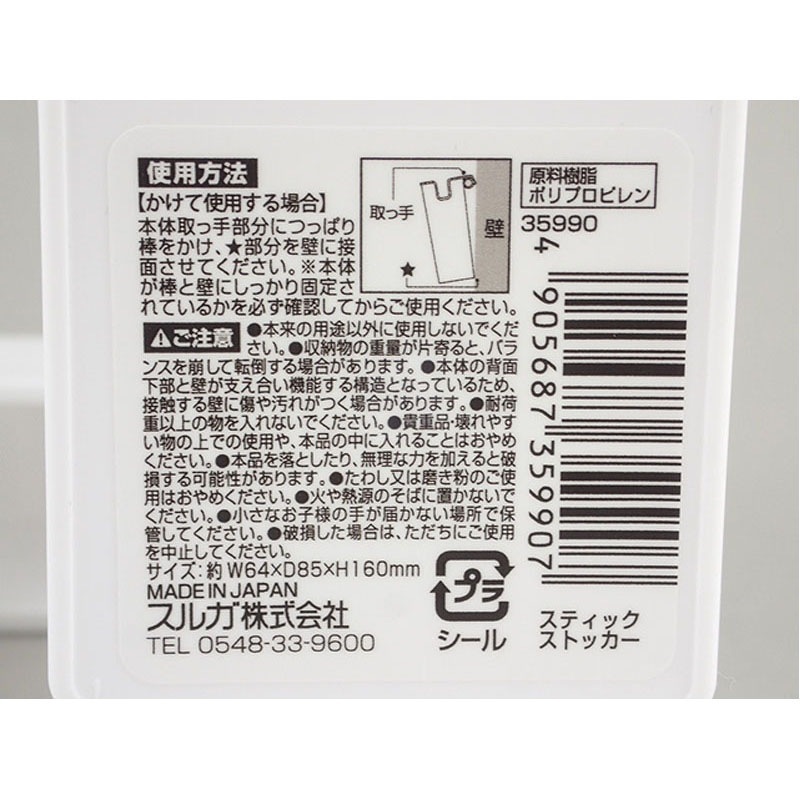 使用方法
【かけて使用する場合】
本体取っ手部分につっぱり
棒をかけ、★部分を壁に接
面させてください。※本体
が棒と壁にしっかり固定さ
れているかを必ず確認してからご使用ください。
取っ手
壁
★
原料樹脂
ポリプロピレン
35990
⚠ご注意 ●本来の用途以外に使用しないでくだ
さい。●収納物の重量が片寄ると、バラ
ンスを崩して転倒する場合があります。●本体の背面
下部と壁が支え合い機能する構造となっているため、
接触する壁に傷や汚れがつく場合があります。●耐荷
重以上の物を入れないでください。●貴重品・壊れやす
い物の上での使用や、本品の中に入れることはおやめ
ください。●本品を落としたり、無理な力を加えると破
損する可能性があります。●たわし又は磨き粉のご使
用はおやめください。●火や熱源のそばに置かないで
ください。●小さなお子様の手が届かない場所で保
管してください。●破損した場合は、ただちにご使用
を中止してください。
サイズ:約 W64×D85×H160mm
MADE IN JAPAN
スルガ株式会社
TEL 0548-33-9600
プラ
シール
4 905687 359907
スティック
ストッカー